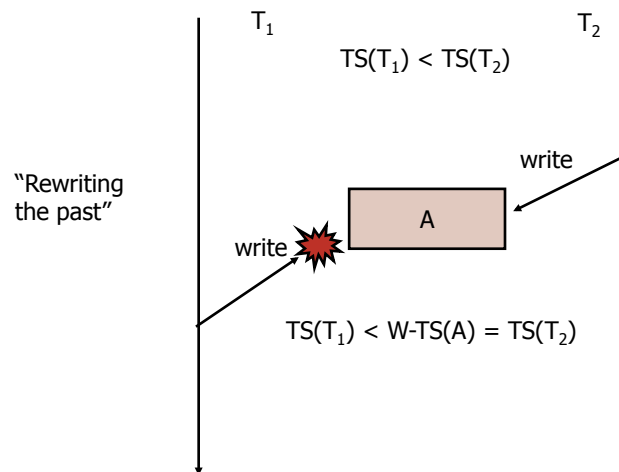 T₁
T₂
TS(T₁) < TS(T₂)
write
“Rewriting
the past”
A
write
TS(T₁) < W-TS(A) = TS(T₂)